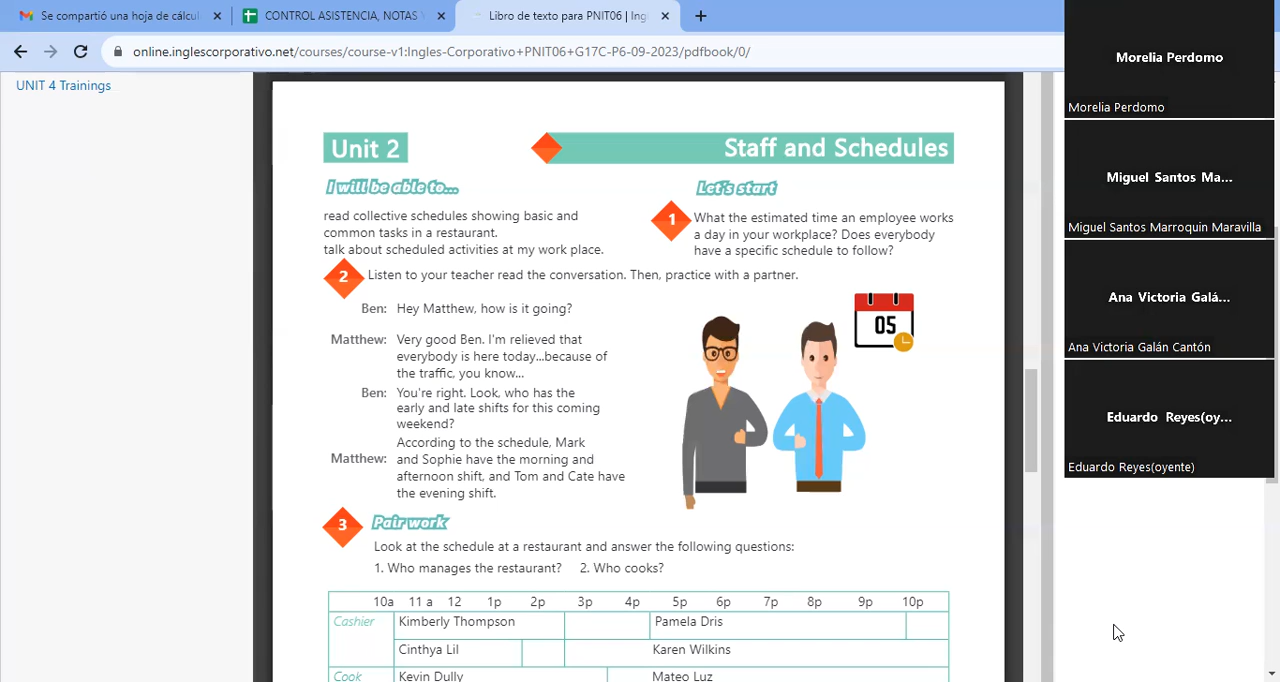 Se compartió una hoja de cálcul
CONTROL ASISTENCIA, NOTAS Y
Libro de texto para PNIT06 | Ingl
online.inglescorporativo.net/courses/course-v1:Ingles-Corporativo+PNIT06+G17C-P6-09-2023/pdfbook/0/
UNIT 4 Trainings
Unit 2
Staff and Schedules
I will be able to...
read collective schedules showing basic and
common tasks in a restaurant.
talk about scheduled activities at my work place.
Let's start
1
What the estimated time an employee works
a day in your workplace? Does everybody
have a specific schedule to follow?
2
Listen to your teacher read the conversation. Then, practice with a partner.
Ben: Hey Matthew, how is it going?
Matthew: Very good Ben. I'm relieved that
everybody is here today...because of
the traffic, you know...
Ben: You're right. Look, who has the
early and late shifts for this coming
weekend?
According to the schedule, Mark
Matthew: and Sophie have the morning and
afternoon shift, and Tom and Cate have
the evening shift.
05
3
Pair work
Look at the schedule at a restaurant and answer the following questions:
1. Who manages the restaurant? 2. Who cooks?
10a 11 a 12 1p 2p 3p 4p 5p 6p 7p 8p 9p 10p
Cashier Kimberly Thompson Pamela Dris
Cinthya Lil Karen Wilkins
Cook Kevin Dully Mateo Luz
Morelia Perdomo
Morelia Perdomo
Miguel Santos Ma...
Miguel Santos Marroquin Maravilla
Ana Victoria Galá...
Ana Victoria Galán Cantón
Eduardo Reyes(oy...
Eduardo Reyes(oyente)